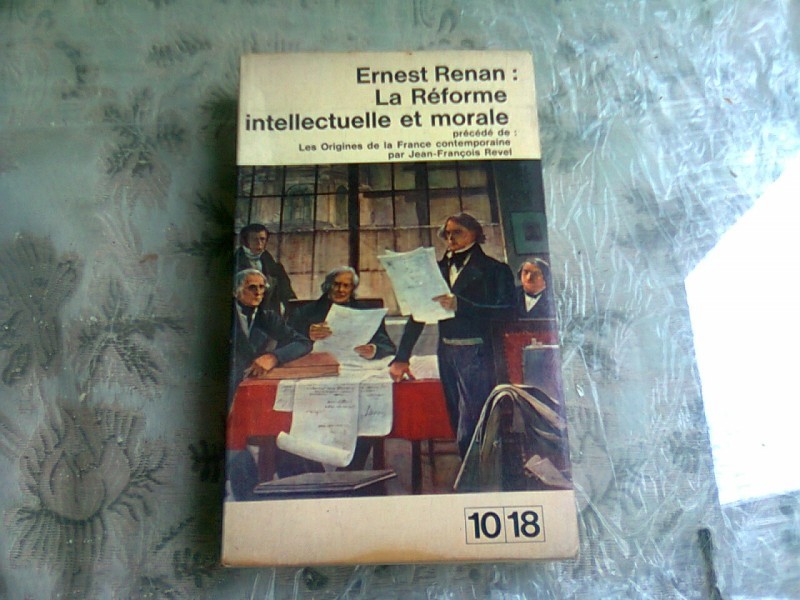 Ernest Renan :
La Réforme
intellectuelle et morale
précédé de :
Les Origines de la France contemporaine
par Jean-François Revel
10 18